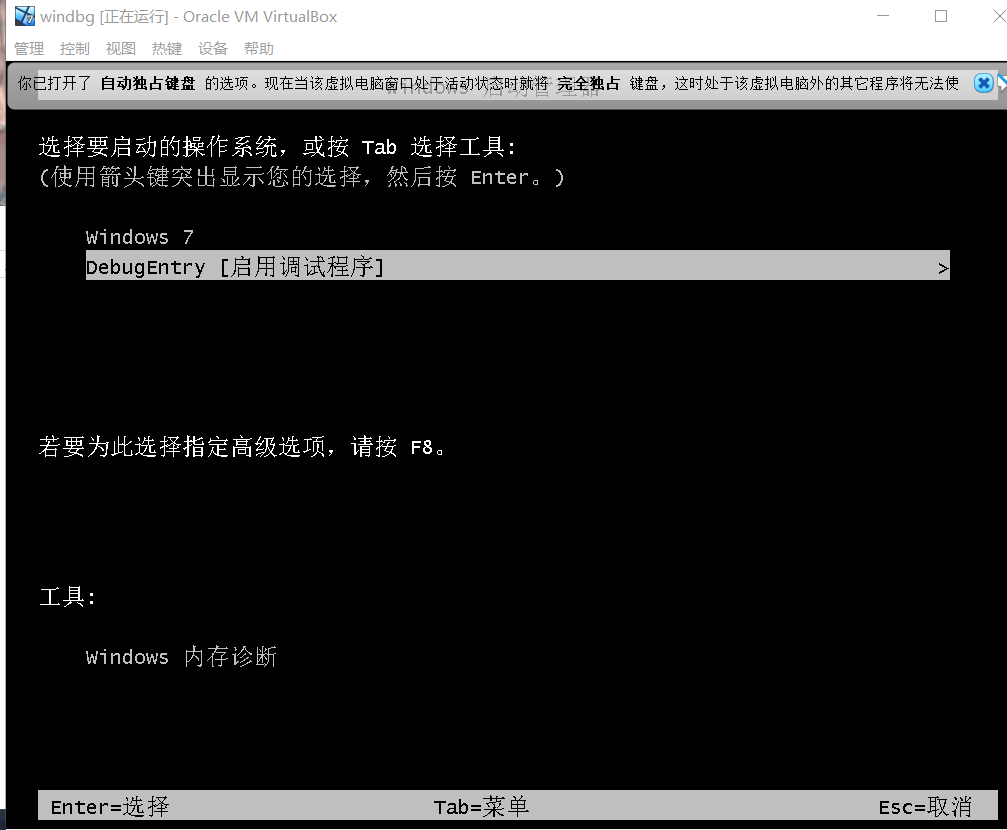 windbg [正在运行] - Oracle VM VirtualBox
管理 控制 视图 热键 设备 帮助
你已打开了 自动独占键盘 的选项。现在当该虚拟电脑窗口处于活动状态时就将 完全独占 键盘，这时处于该虚拟电脑外的其它程序将无法使
Windows 启动管理器
选择要启动的操作系统，或按 Tab 选择工具:
(使用箭头键突出显示您的选择，然后按 Enter。)
Windows 7
DebugEntry [启用调试程序] >
若要为此选择指定高级选项，请按 F8。
工具:
Windows 内存诊断
Enter=选择 Tab=菜单 Esc=取消